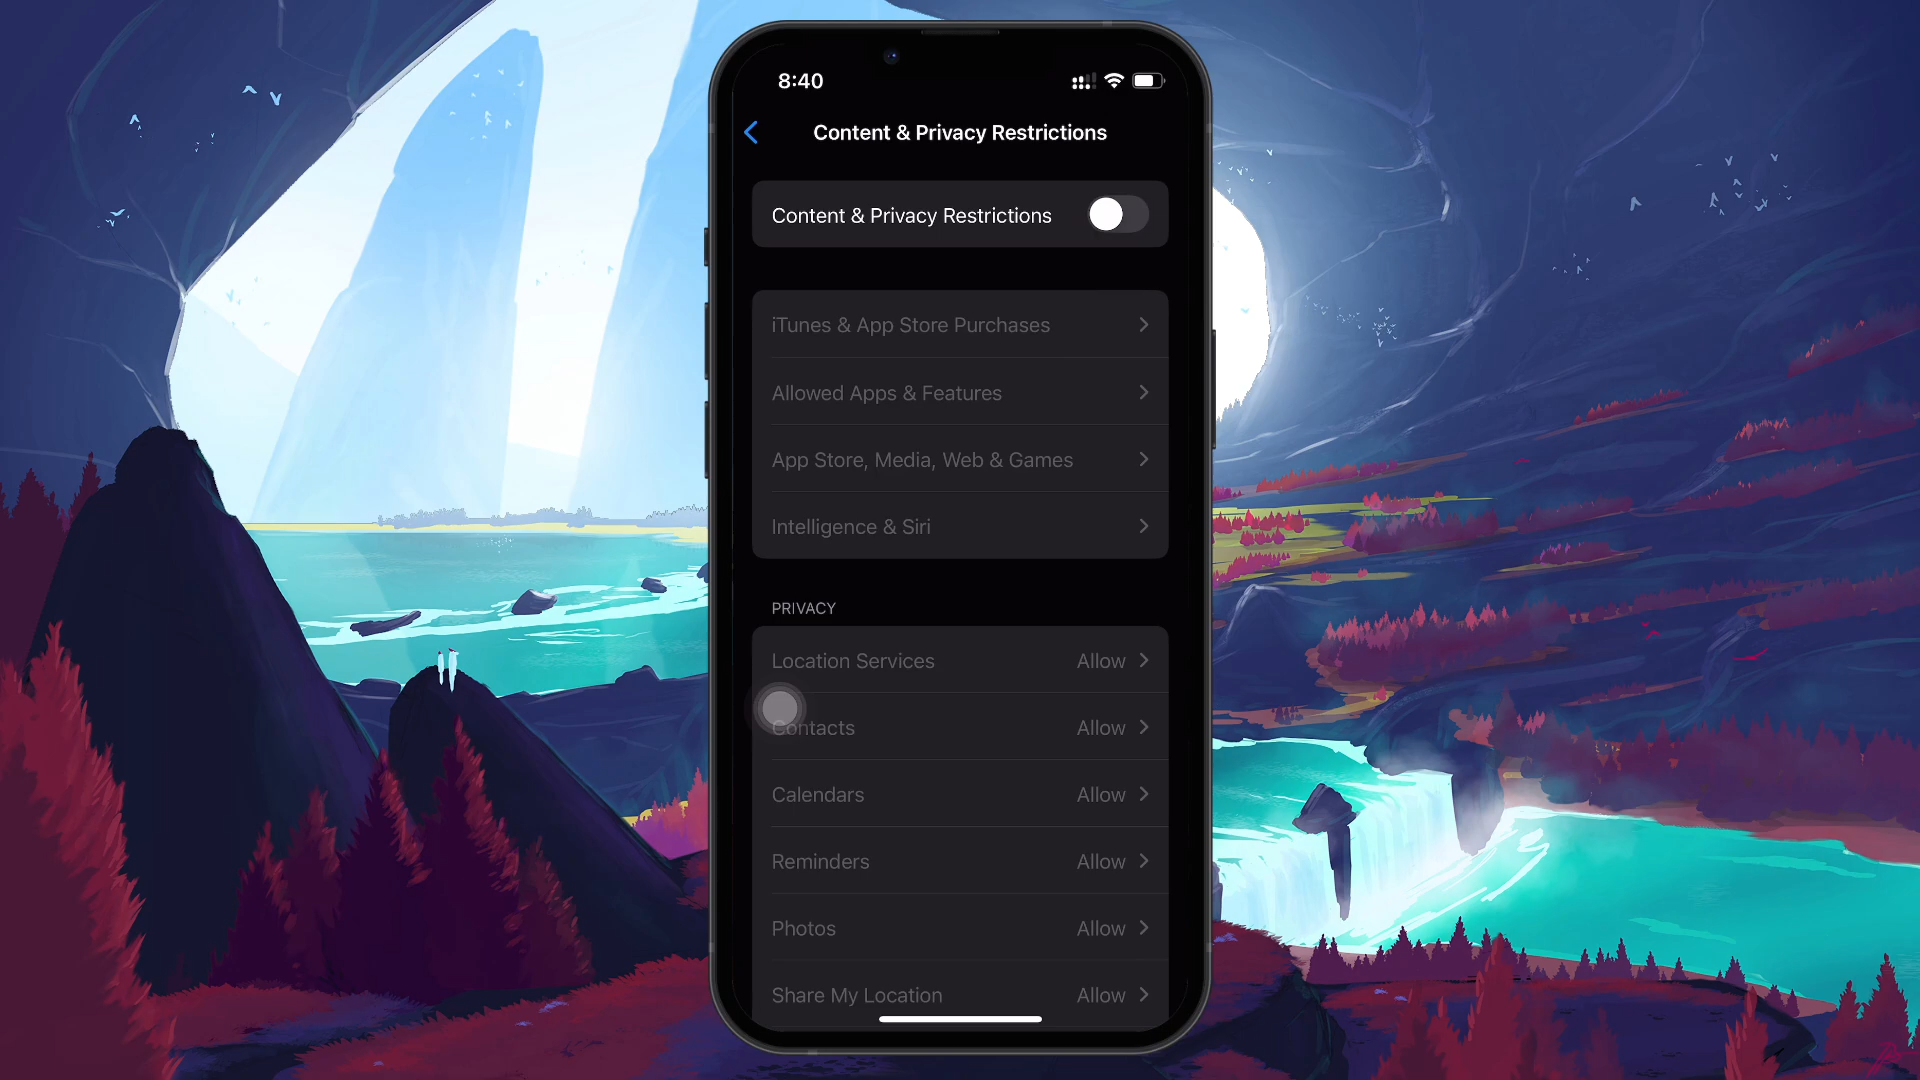 8:40
Content & Privacy Restrictions
Content & Privacy Restrictions
iTunes & App Store Purchases
Allowed Apps & Features
App Store, Media, Web & Games
Intelligence & Siri
PRIVACY
Location Services Allow
Contacts Allow
Calendars Allow
Reminders Allow
Photos Allow
Share My Location Allow